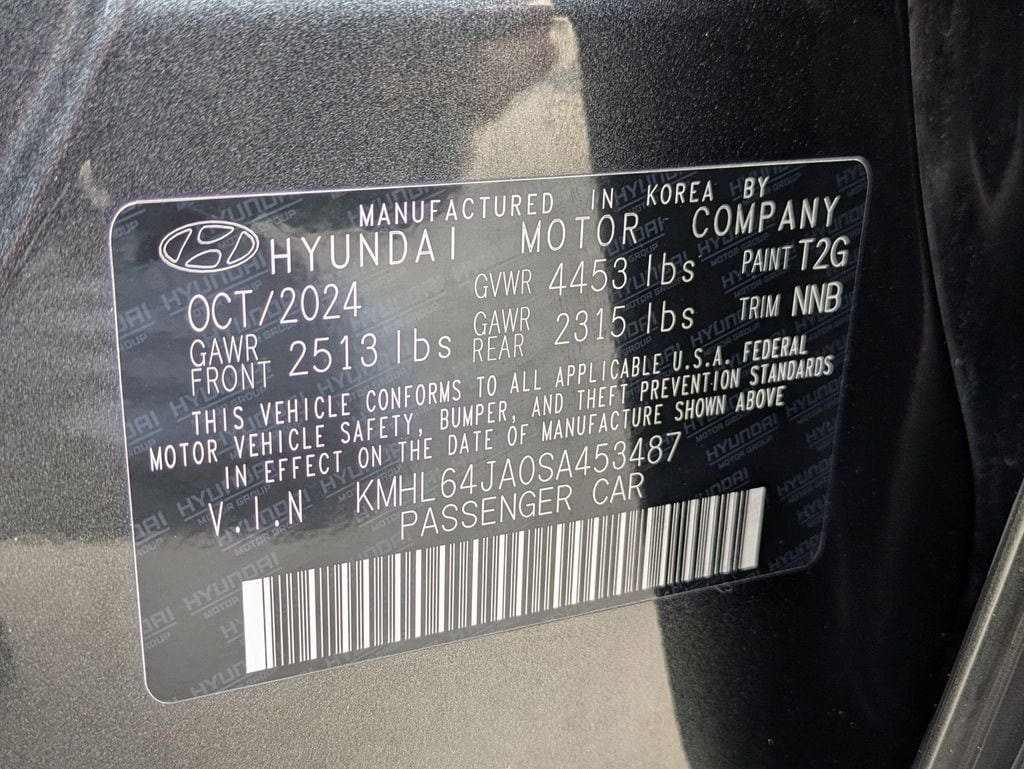 MANUFACTURED IN KOREA BY
HYUNDAI MOTOR COMPANY
OCT/2024 GVWR 4453 lbs PAINT T2G
GAWR FRONT 2513 lbs GAWR REAR 2315 lbs TRIM NNB
THIS VEHICLE CONFORMS TO ALL APPLICABLE U.S.A. FEDERAL
MOTOR VEHICLE SAFETY, BUMPER, AND THEFT PREVENTION STANDARDS
IN EFFECT ON THE DATE OF MANUFACTURE SHOWN ABOVE
V.I.N KMHL64JA0SA453487
PASSENGER CAR